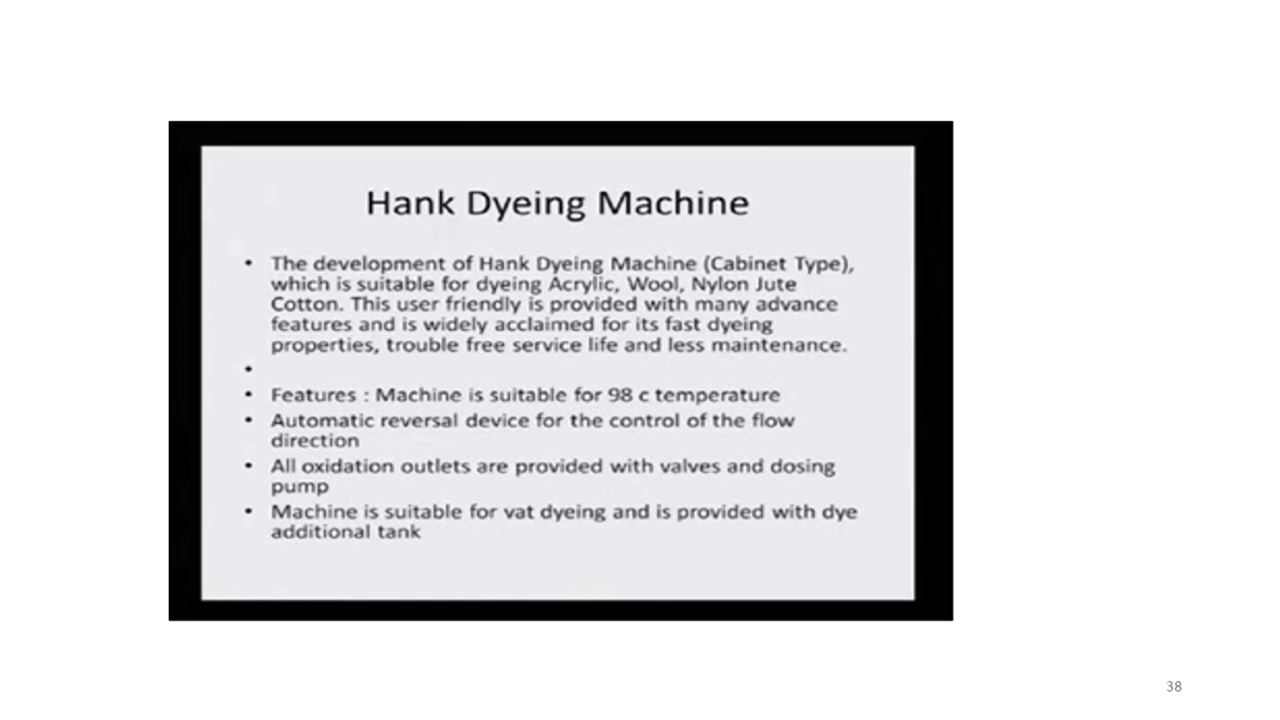 Hank Dyeing Machine
• The development of Hank Dyeing Machine (Cabinet Type),
which is suitable for dyeing Acrylic, Wool, Nylon Jute
Cotton. This user friendly is provided with many advance
features and is widely acclaimed for its fast dyeing
properties, trouble free service life and less maintenance.
•
• Features : Machine is suitable for 98 c temperature
• Automatic reversal device for the control of the flow
direction
• All oxidation outlets are provided with valves and dosing
pump
• Machine is suitable for vat dyeing and is provided with dye
additional tank
38